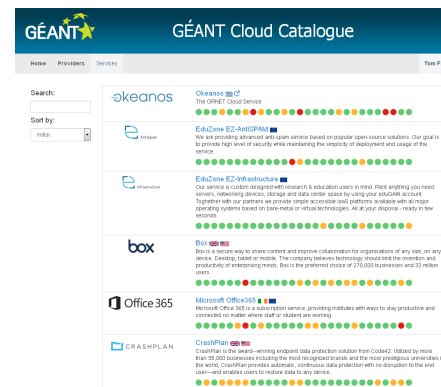 GÉANT
GÉANT Cloud Catalogue
Home Providers Services Tom F
Search:
Sort by:
Initial
okeanos
Okeanos
The GRNET Cloud Service
AntiSpam
EduZone EZ-AntiSPAM
We are providing advanced anti-spam service based on popular open-source solutions. Our goal is
to provide high level of security while maintaining the simplicity of deployment and usage of the
service.
Infrastructure
EduZone EZ-Infrastructure
Our service is custom designed with research & education users in mind. Rent anything you need:
servers, networking devices, storage and data center space by using your eduGAIN account.
Toghether with our partners we provide simple accessible IaaS platforms available with all major
operating systems based on bare-metal or virtual technologies. All at your disposal - ready in few
seconds.
box
Box
Box is a secure way to share content and improve collaboration for organisations of any size, on any
device. Desktop, tablet or mobile. The company believes technology should limit the invention and
productivity of enterprising minds. Box is the preferred choice of 270,000 businesses and 32 million
users.
Office 365
Microsoft Office365
Microsoft Office 365 is a subscription service, providing institutes with ways to stay productive and
connected no matter where staff or student are working.
CRASHPLAN
CrashPlan
CrashPlan is the award-winning endpoint data protection solution from Code42. Utilized by more
than 35,000 businesses including the most recognized brands and the most prestigious universities i
the world, CrashPlan provides automatic, continuous data protection with no disruption to the end
user—and enables users to restore data to any device.